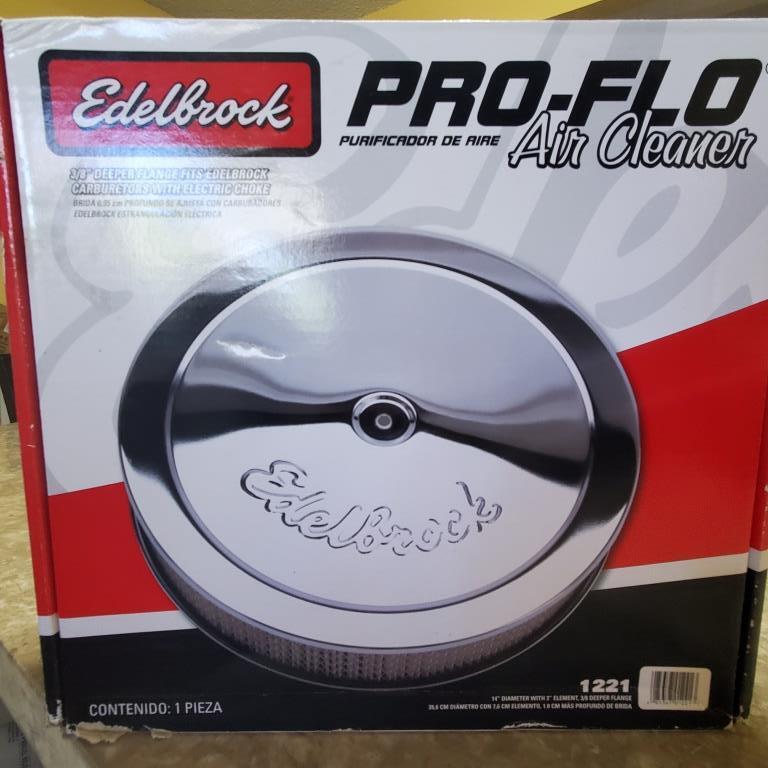 Edelbrock
PRO-FLO
PURIFICADOR DE AIRE
Air Cleaner
3/8" DEEPER FLANGE FITS EDELBROCK
CARBURETORS WITH ELECTRIC CHOKE
BRIDA 0,95 cm PROFUNDO SE AJUSTA CON CARBURADORES
EDELBROCK ESTRANGULACIÓN ELÉCTRICA
Edelbrock
1221
14" DIAMETER WITH 3" ELEMENT, 3/8 DEEPER FLANGE
35,6 CM DIÁMETRO CON 7,6 CM ELEMENTO, 1.0 CM MÁS PROFUNDO DE BRIDA
CONTENIDO: 1 PIEZA